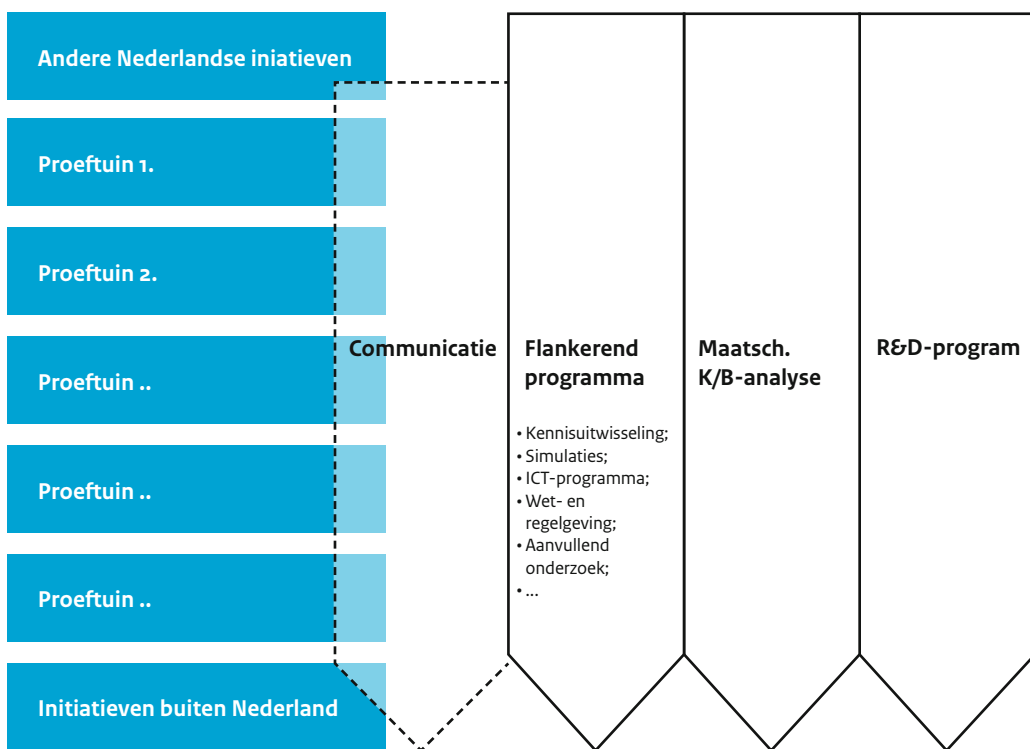 Andere Nederlandse iniatieven
Proeftuin 1.
Proeftuin 2.
Proeftuin ..
Proeftuin ..
Proeftuin ..
Initiatieven buiten Nederland
Communicatie
Flankerend
programma
• Kennisuitwisseling;
• Simulaties;
• ICT-programma;
• Wet- en
regelgeving;
• Aanvullend
onderzoek;
• ...
Maatsch.
K/B-analyse
R&D-program